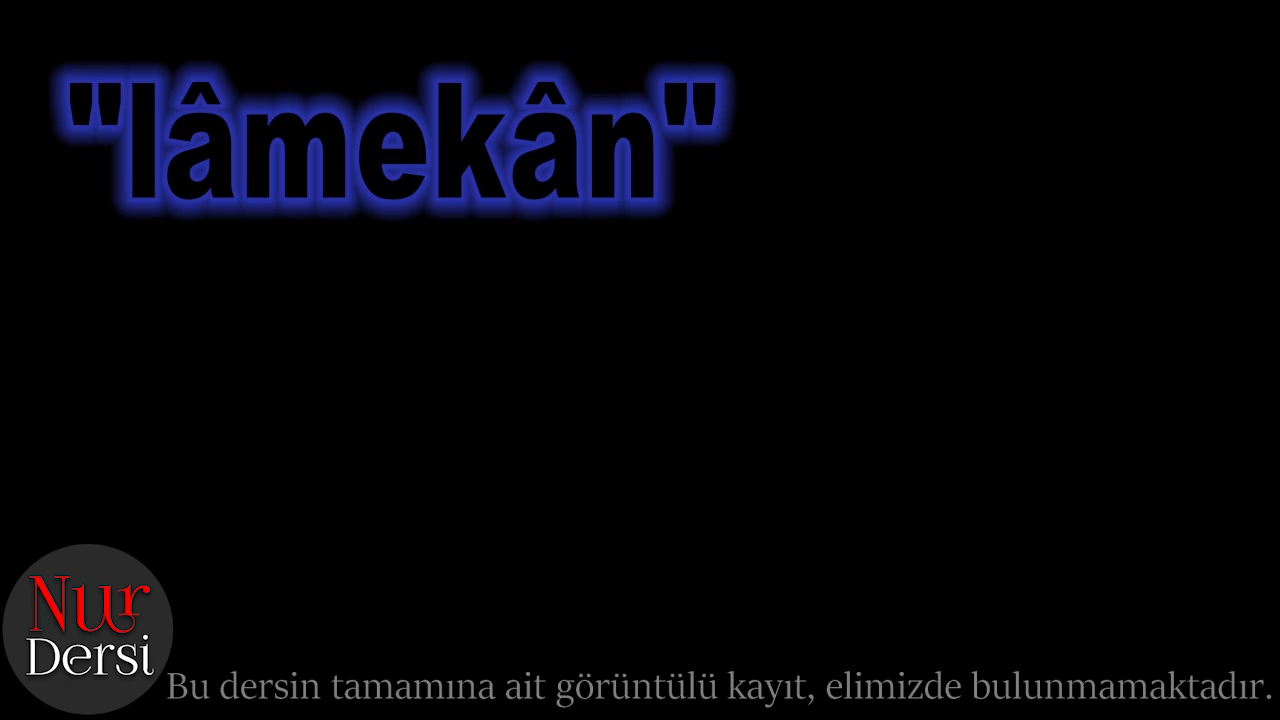 "lâmekân"
Nur
Dersi
Bu dersin tamamına ait görüntülü kayıt, elimizde bulunmamaktadır.